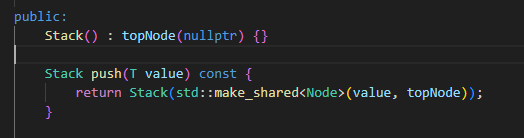 public:
    Stack() : topNode(nullptr) {}

    Stack push(T value) const {
        return Stack(std::make_shared<Node>(value, topNode));
    }